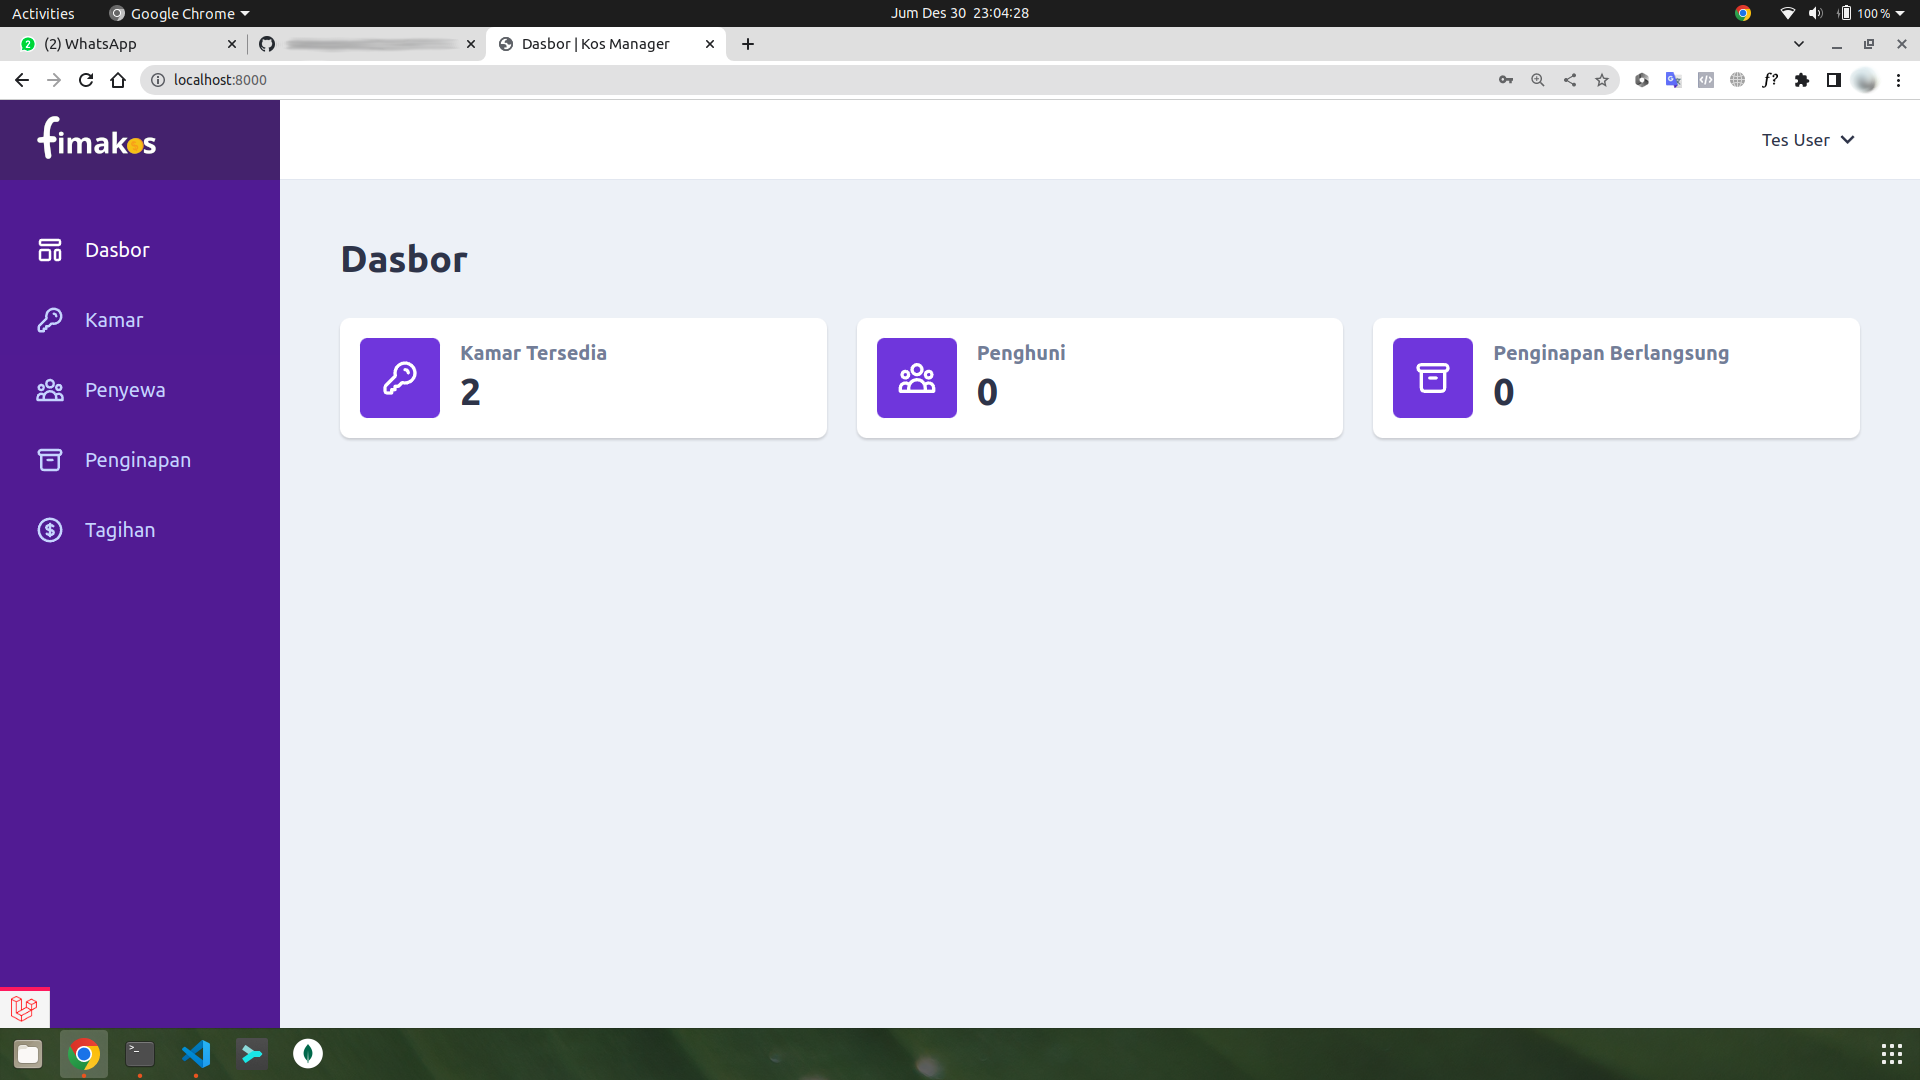 Activities
Google Chrome
Jum Des 30 23:04:28
100 %
(2) WhatsApp
Dasbor | Kos Manager
localhost:8000
fimakos
Tes User
Dasbor
Kamar
Penyewa
Penginapan
Tagihan
Dasbor
Kamar Tersedia
2
Penghuni
0
Penginapan Berlangsung
0